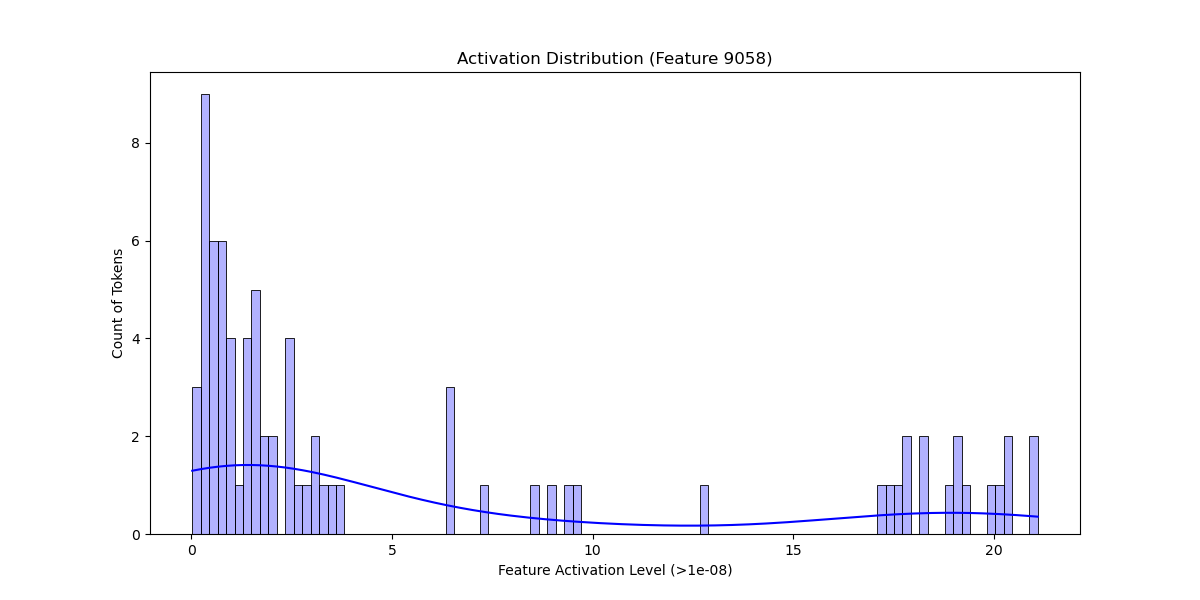 Activation Distribution (Feature 9058)
Count of Tokens
8
6
4
2
0
0 5 10 15 20
Feature Activation Level (>1e-08)